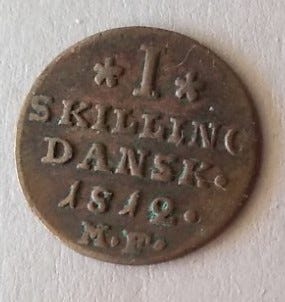 * 1 *
SKILLING
DANSK.
1812.
M.F.